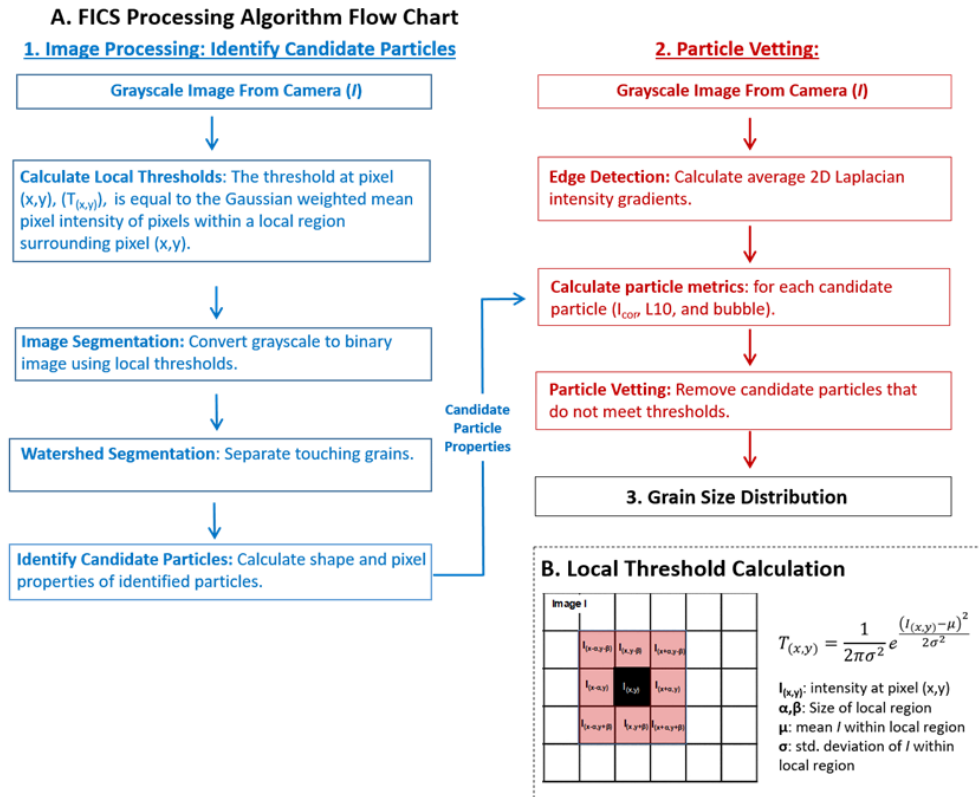 A. FICS Processing Algorithm Flow Chart
1. Image Processing: Identify Candidate Particles
Grayscale Image From Camera (I)
Calculate Local Thresholds: The threshold at pixel
(x,y), (T(x,y)), is equal to the Gaussian weighted mean
pixel intensity of pixels within a local region
surrounding pixel (x,y).
Image Segmentation: Convert grayscale to binary
image using local thresholds.
Watershed Segmentation: Separate touching grains.
Identify Candidate Particles: Calculate shape and pixel
properties of identified particles.
Candidate
Particle
Properties
2. Particle Vetting:
Grayscale Image From Camera (I)
Edge Detection: Calculate average 2D Laplacian
intensity gradients.
Calculate particle metrics: for each candidate
particle (Icor, L10, and bubble).
Particle Vetting: Remove candidate particles that
do not meet thresholds.
3. Grain Size Distribution
B. Local Threshold Calculation
Image I
I(x-α,y-β) I(x,y-β) I(x+α,y-β)
I(x-α,y) I(x,y) I(x+α,y)
I(x-α,y+β) I(x,y+β) I(x+α,y+β)
T(x,y) = 1/(2πσ²) e^((I(x,y)−μ)²/(2σ²))
I(x,y): intensity at pixel (x,y)
α,β: Size of local region
μ: mean I within local region
σ: std. deviation of I within
local region